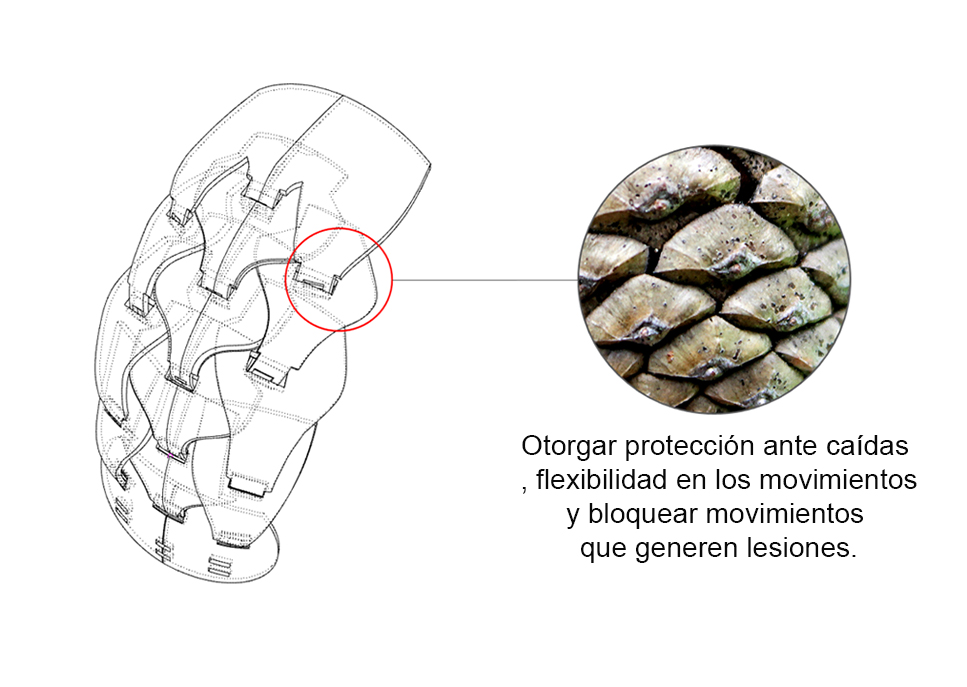 Otorgar protección ante caídas
, flexibilidad en los movimientos
y bloquear movimientos
que generen lesiones.